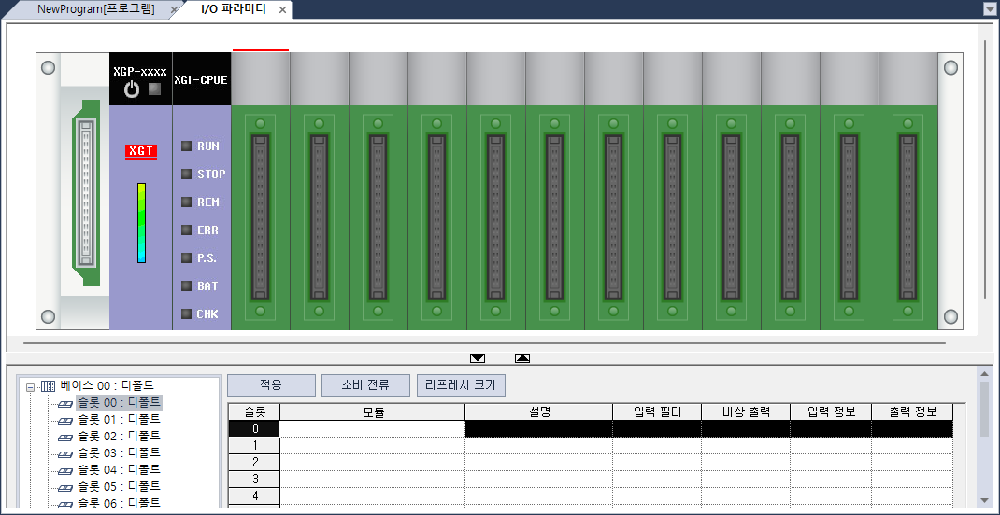 NewProgram[프로그램]
I/O 파라미터
XGP-xxxx
XGI-CPUE
XGT
RUN
STOP
REM
ERR
P.S.
BAT
CHK
베이스 00 : 디폴트
슬롯 00 : 디폴트
슬롯 01 : 디폴트
슬롯 02 : 디폴트
슬롯 03 : 디폴트
슬롯 04 : 디폴트
슬롯 05 : 디폴트
슬롯 06 : 디폴트
적용 소비 전류 리프레시 크기
슬롯 모듈 설명 입력 필터 비상 출력 입력 정보 출력 정보
0
1
2
3
4